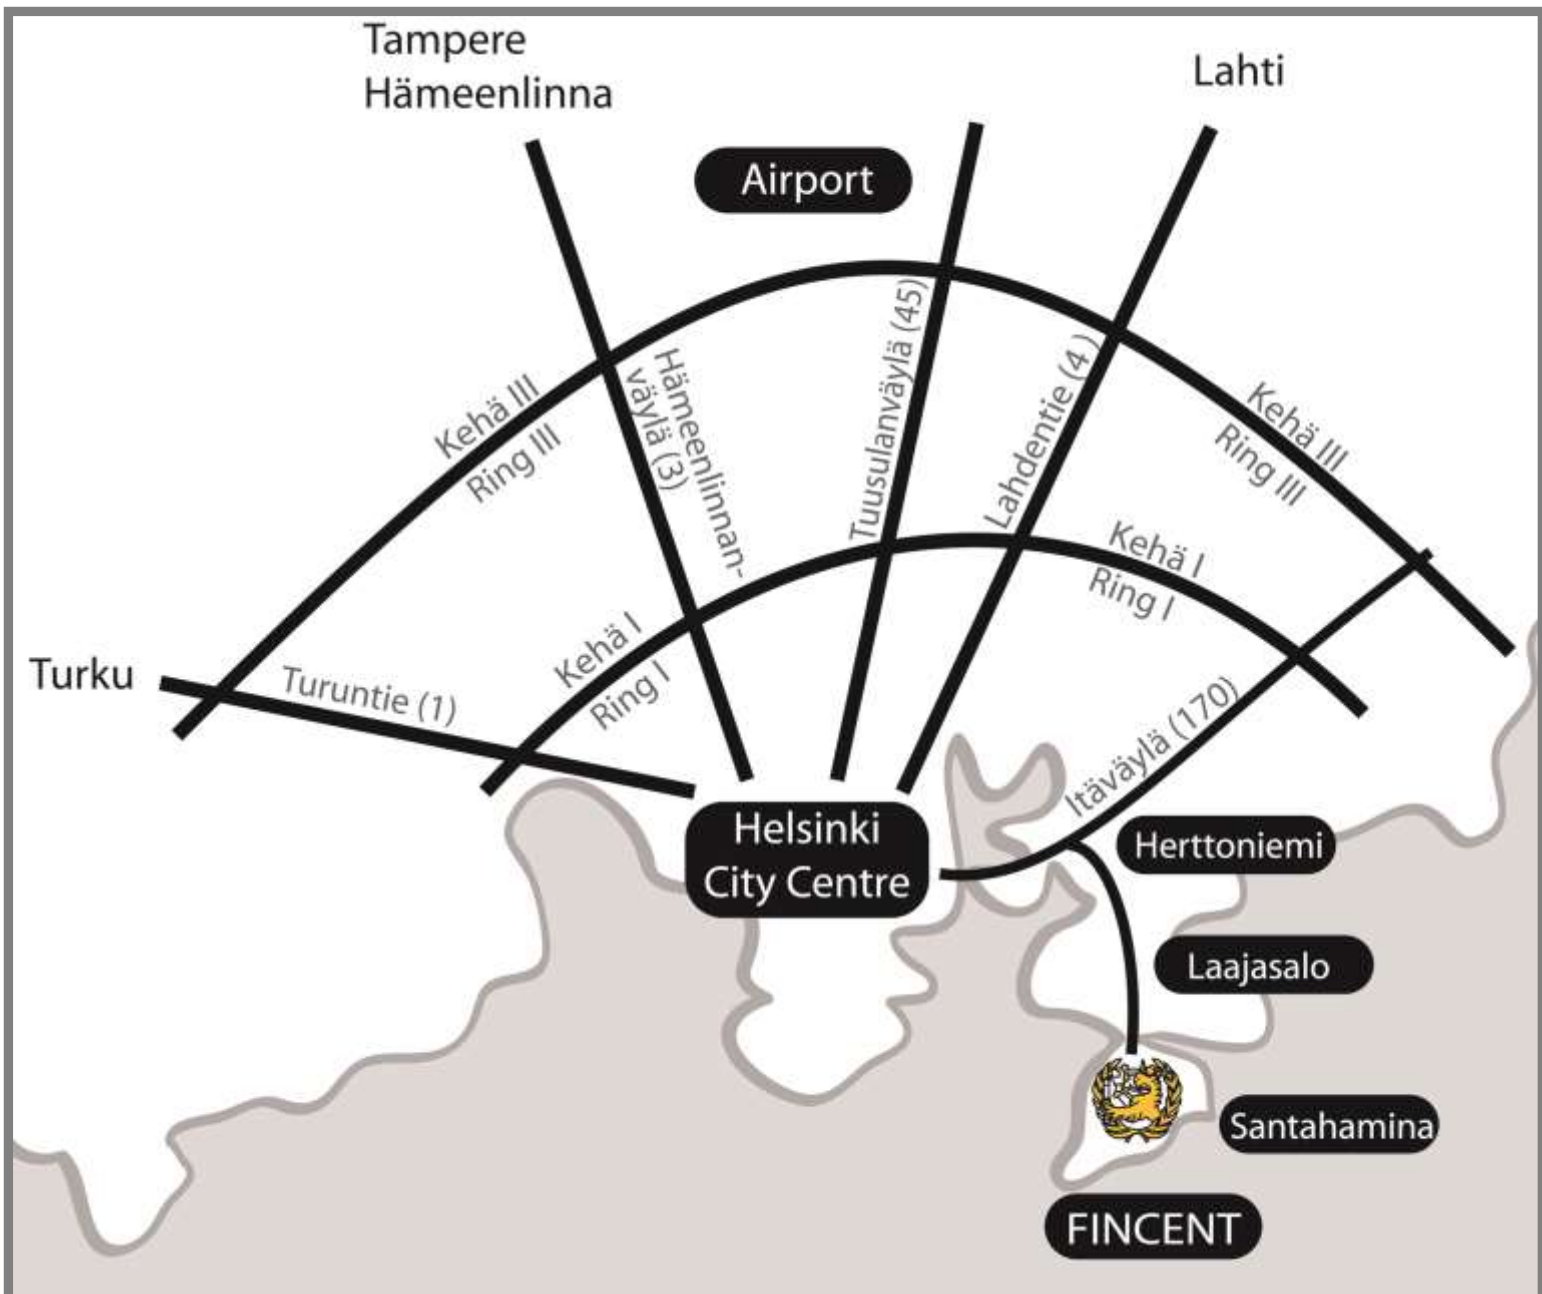 Tampere
Hämeenlinna
Lahti
Airport
Kehä III
Ring III
Hämeenlinnan-
väylä (3)
Tuusulanväylä (45)
Lahdentie (4 )
Kehä III
Ring III
Kehä I
Ring I
Kehä I
Ring I
Turku
Turuntie (1)
Itäväylä (170)
Helsinki
City Centre
Herttoniemi
Laajasalo
Santahamina
FINCENT